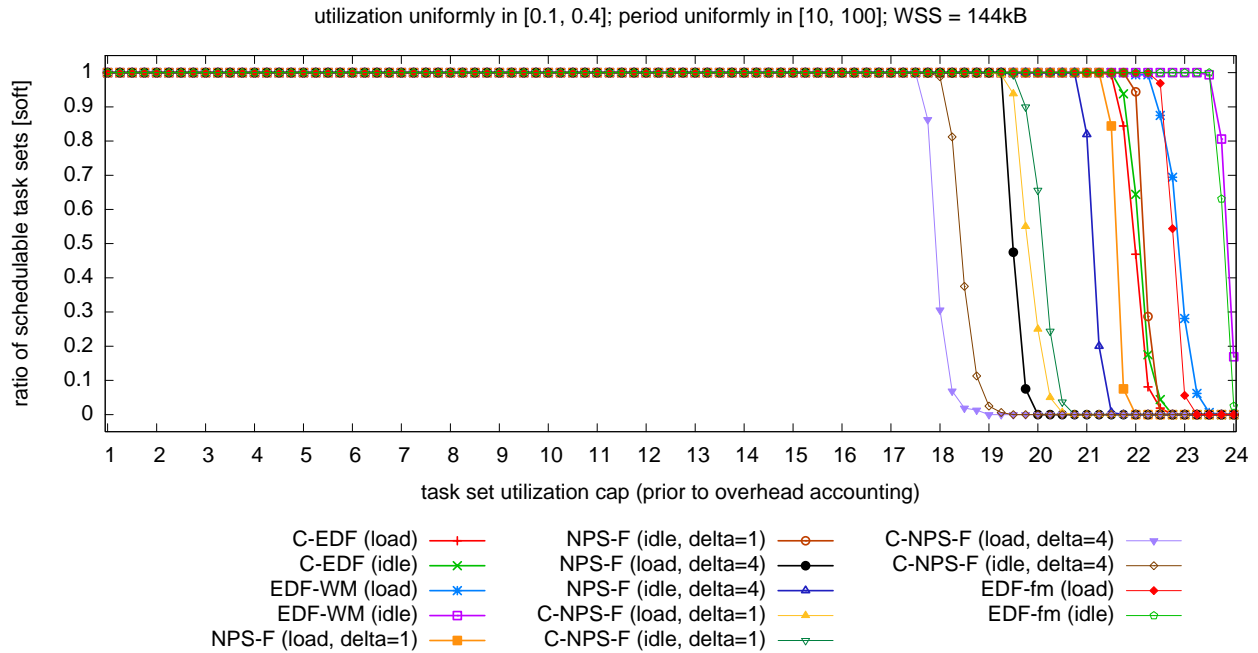 utilization uniformly in [0.1, 0.4]; period uniformly in [10, 100]; WSS = 144kB
ratio of schedulable task sets [soft]
1
0.9
0.8
0.7
0.6
0.5
0.4
0.3
0.2
0.1
0
1 2 3 4 5 6 7 8 9 10 11 12 13 14 15 16 17 18 19 20 21 22 23 24
task set utilization cap (prior to overhead accounting)
C-EDF (load)
C-EDF (idle)
EDF-WM (load)
EDF-WM (idle)
NPS-F (load, delta=1)
NPS-F (idle, delta=1)
NPS-F (load, delta=4)
NPS-F (idle, delta=4)
C-NPS-F (load, delta=1)
C-NPS-F (idle, delta=1)
C-NPS-F (load, delta=4)
C-NPS-F (idle, delta=4)
EDF-fm (load)
EDF-fm (idle)